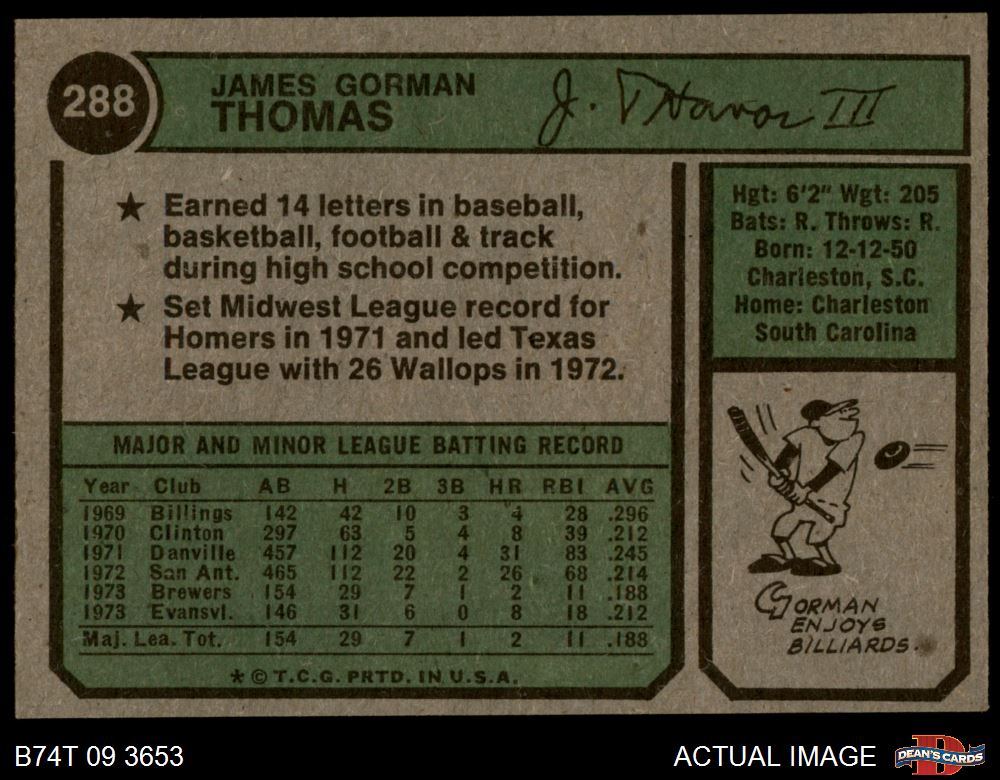 288
JAMES GORMAN
THOMAS
★ Earned 14 letters in baseball,
basketball, football & track
during high school competition.
★ Set Midwest League record for
Homers in 1971 and led Texas
League with 26 Wallops in 1972.
Hgt: 6'2" Wgt: 205
Bats: R. Throws: R.
Born: 12-12-50
Charleston, S.C.
Home: Charleston
South Carolina
MAJOR AND MINOR LEAGUE BATTING RECORD
Year Club AB H 2B 3B HR RBI AVG
1969 Billings 142 42 10 3 4 28 .296
1970 Clinton 297 63 5 4 8 39 .212
1971 Danville 457 112 20 4 31 83 .245
1972 San Ant. 465 112 22 2 26 68 .214
1973 Brewers 154 29 7 1 2 11 .188
1973 Evansvl. 146 31 6 0 8 18 .212
Maj. Lea. Tot. 154 29 7 1 2 11 .188
* © T.C.G. PRTD. IN U.S.A.
GORMAN
ENJOYS
BILLIARDS.
B74T 09 3653
ACTUAL IMAGE
DEAN'S CARDS